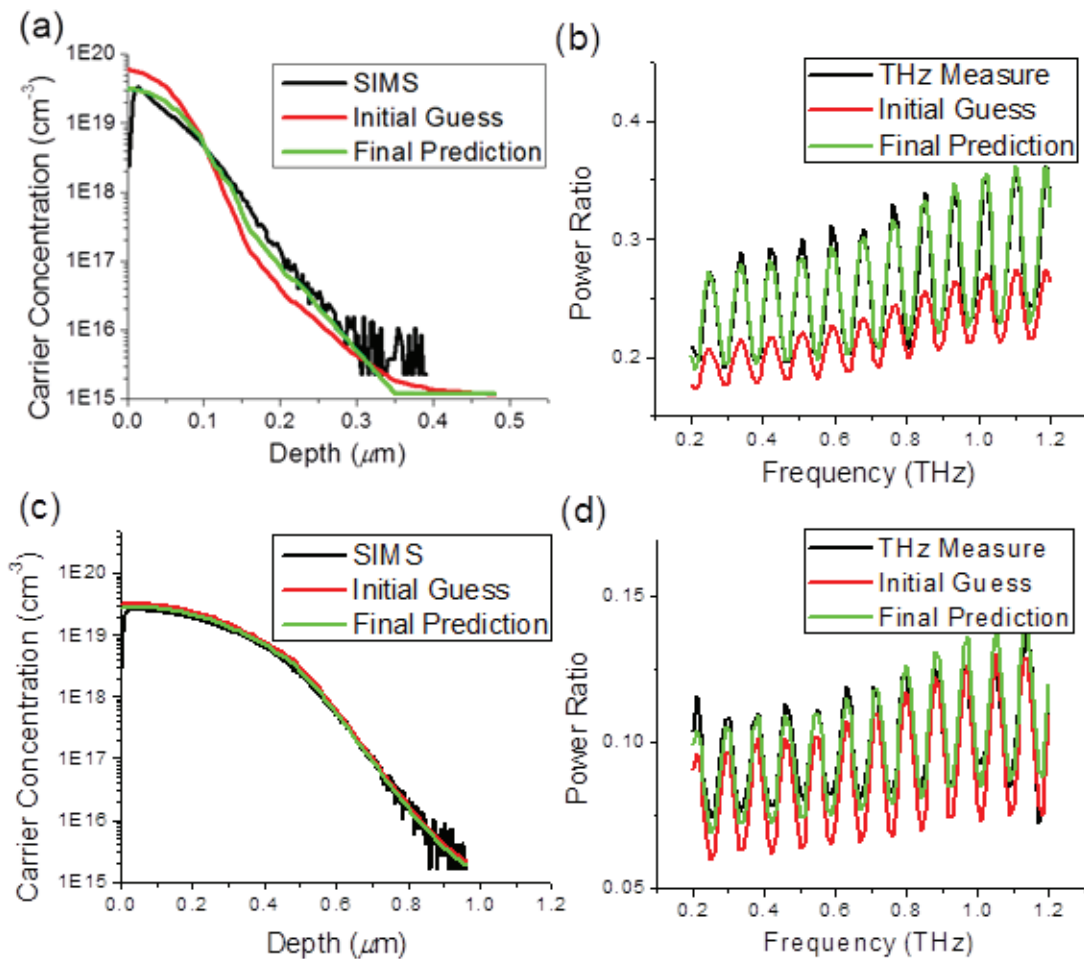 (a)
1E20
1E19
1E18
1E17
1E16
1E15
Carrier Concentration (cm-3)
SIMS
Initial Guess
Final Prediction
0.0 0.1 0.2 0.3 0.4 0.5
Depth (μm)
(b)
0.4
0.3
0.2
Power Ratio
THz Measure
Initial Guess
Final Prediction
0.2 0.4 0.6 0.8 1.0 1.2
Frequency (THz)
(c)
1E20
1E19
1E18
1E17
1E16
1E15
Carrier Concentration (cm-3)
SIMS
Initial Guess
Final Prediction
0.0 0.2 0.4 0.6 0.8 1.0 1.2
Depth (μm)
(d)
0.15
0.10
0.05
Power Ratio
THz Measure
Initial Guess
Final Prediction
0.2 0.4 0.6 0.8 1.0 1.2
Frequency (THz)